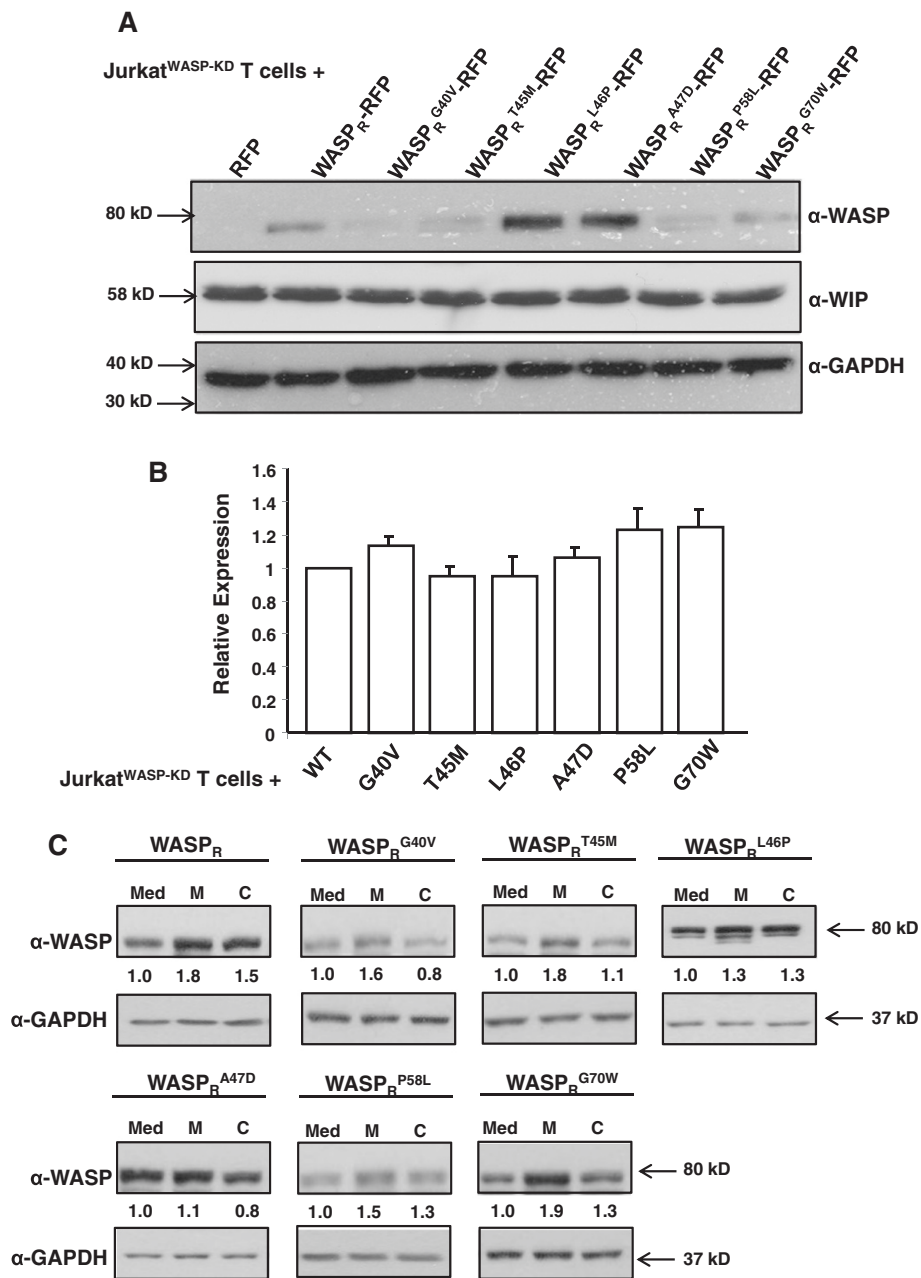 A
Jurkat^WASP-KD T cells +
RFP
WASP_R-RFP
WASP_R^G40V-RFP
WASP_R^T45M-RFP
WASP_R^L46P-RFP
WASP_R^A47D-RFP
WASP_R^P58L-RFP
WASP_R^G70W-RFP
80 kD
α-WASP
58 kD
α-WIP
40 kD
α-GAPDH
30 kD
B
Relative Expression
1.6
1.4
1.2
1
0.8
0.6
0.4
0.2
0
Jurkat^WASP-KD T cells +
WT
G40V
T45M
L46P
A47D
P58L
G70W
C
WASP_R WASP_R^G40V WASP_R^T45M WASP_R^L46P
Med M C Med M C Med M C Med M C
α-WASP 80 kD
1.0 1.8 1.5 1.0 1.6 0.8 1.0 1.8 1.1 1.0 1.3 1.3
α-GAPDH 37 kD
WASP_R^A47D WASP_R^P58L WASP_R^G70W
Med M C Med M C Med M C
α-WASP 80 kD
1.0 1.1 0.8 1.0 1.5 1.3 1.0 1.9 1.3
α-GAPDH 37 kD